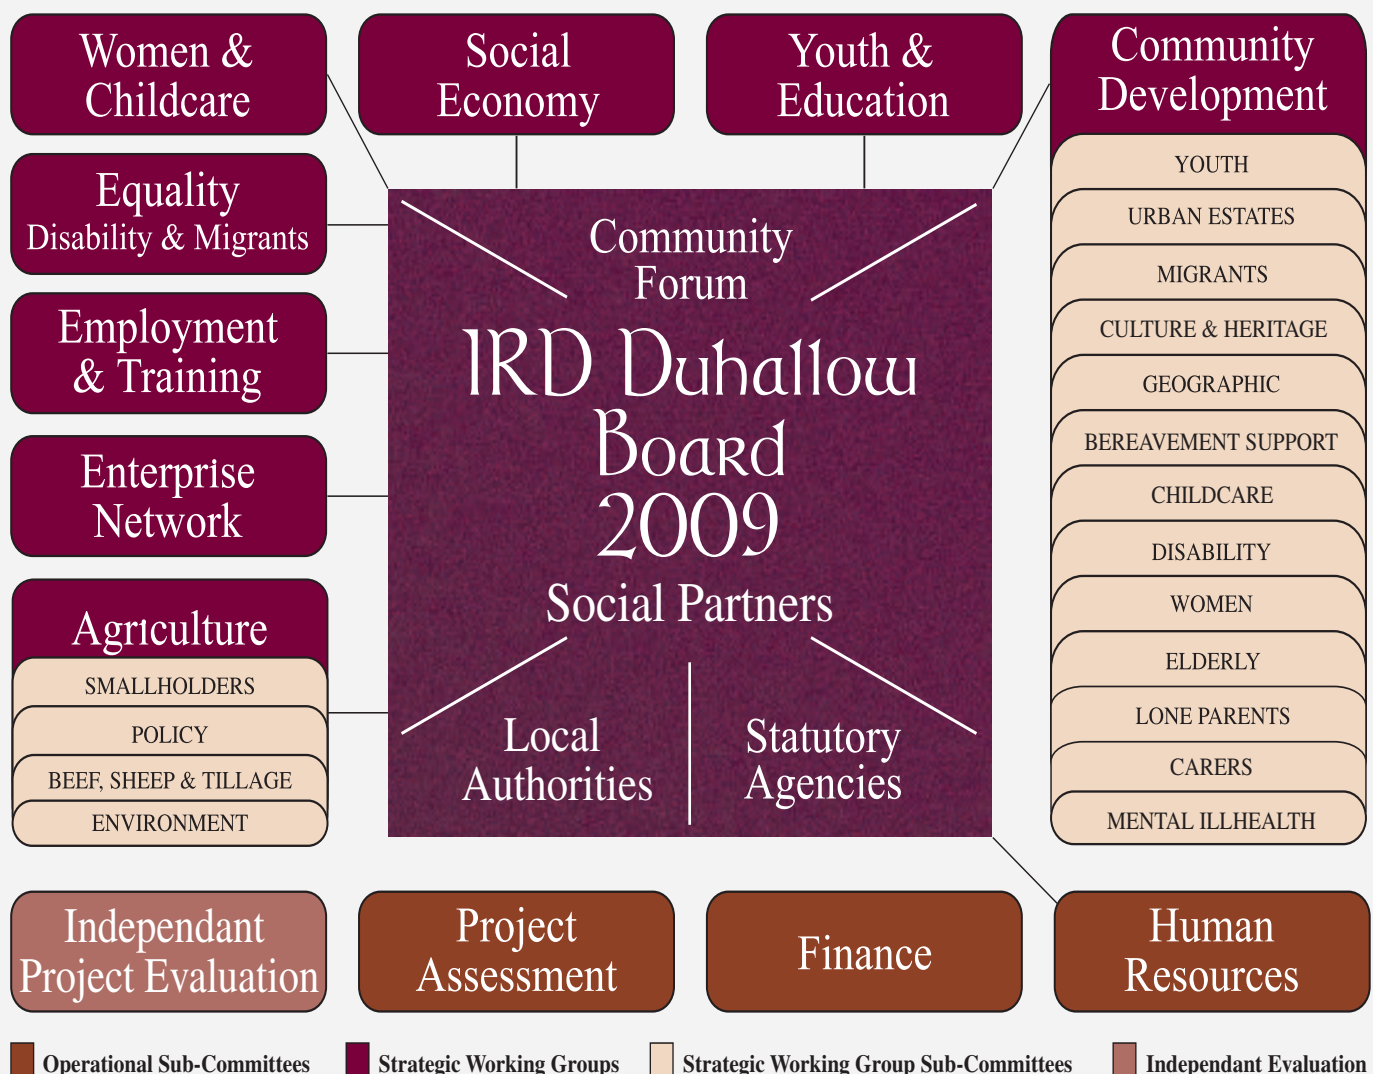 Women &
Childcare
Social
Economy
Youth &
Education
Community
Development
Equality
Disability & Migrants
Employment
& Training
Enterprise
Network
Agriculture
SMALLHOLDERS
POLICY
BEEF, SHEEP & TILLAGE
ENVIRONMENT
Community
Forum
IRD Duhallow
Board
2009
Social Partners
Local
Authorities
Statutory
Agencies
YOUTH
URBAN ESTATES
MIGRANTS
CULTURE & HERITAGE
GEOGRAPHIC
BEREAVEMENT SUPPORT
CHILDCARE
DISABILITY
WOMEN
ELDERLY
LONE PARENTS
CARERS
MENTAL ILLHEALTH
Independant
Project Evaluation
Project
Assessment
Finance
Human
Resources
Operational Sub-Committees
Strategic Working Groups
Strategic Working Group Sub-Committees
Independant Evaluation